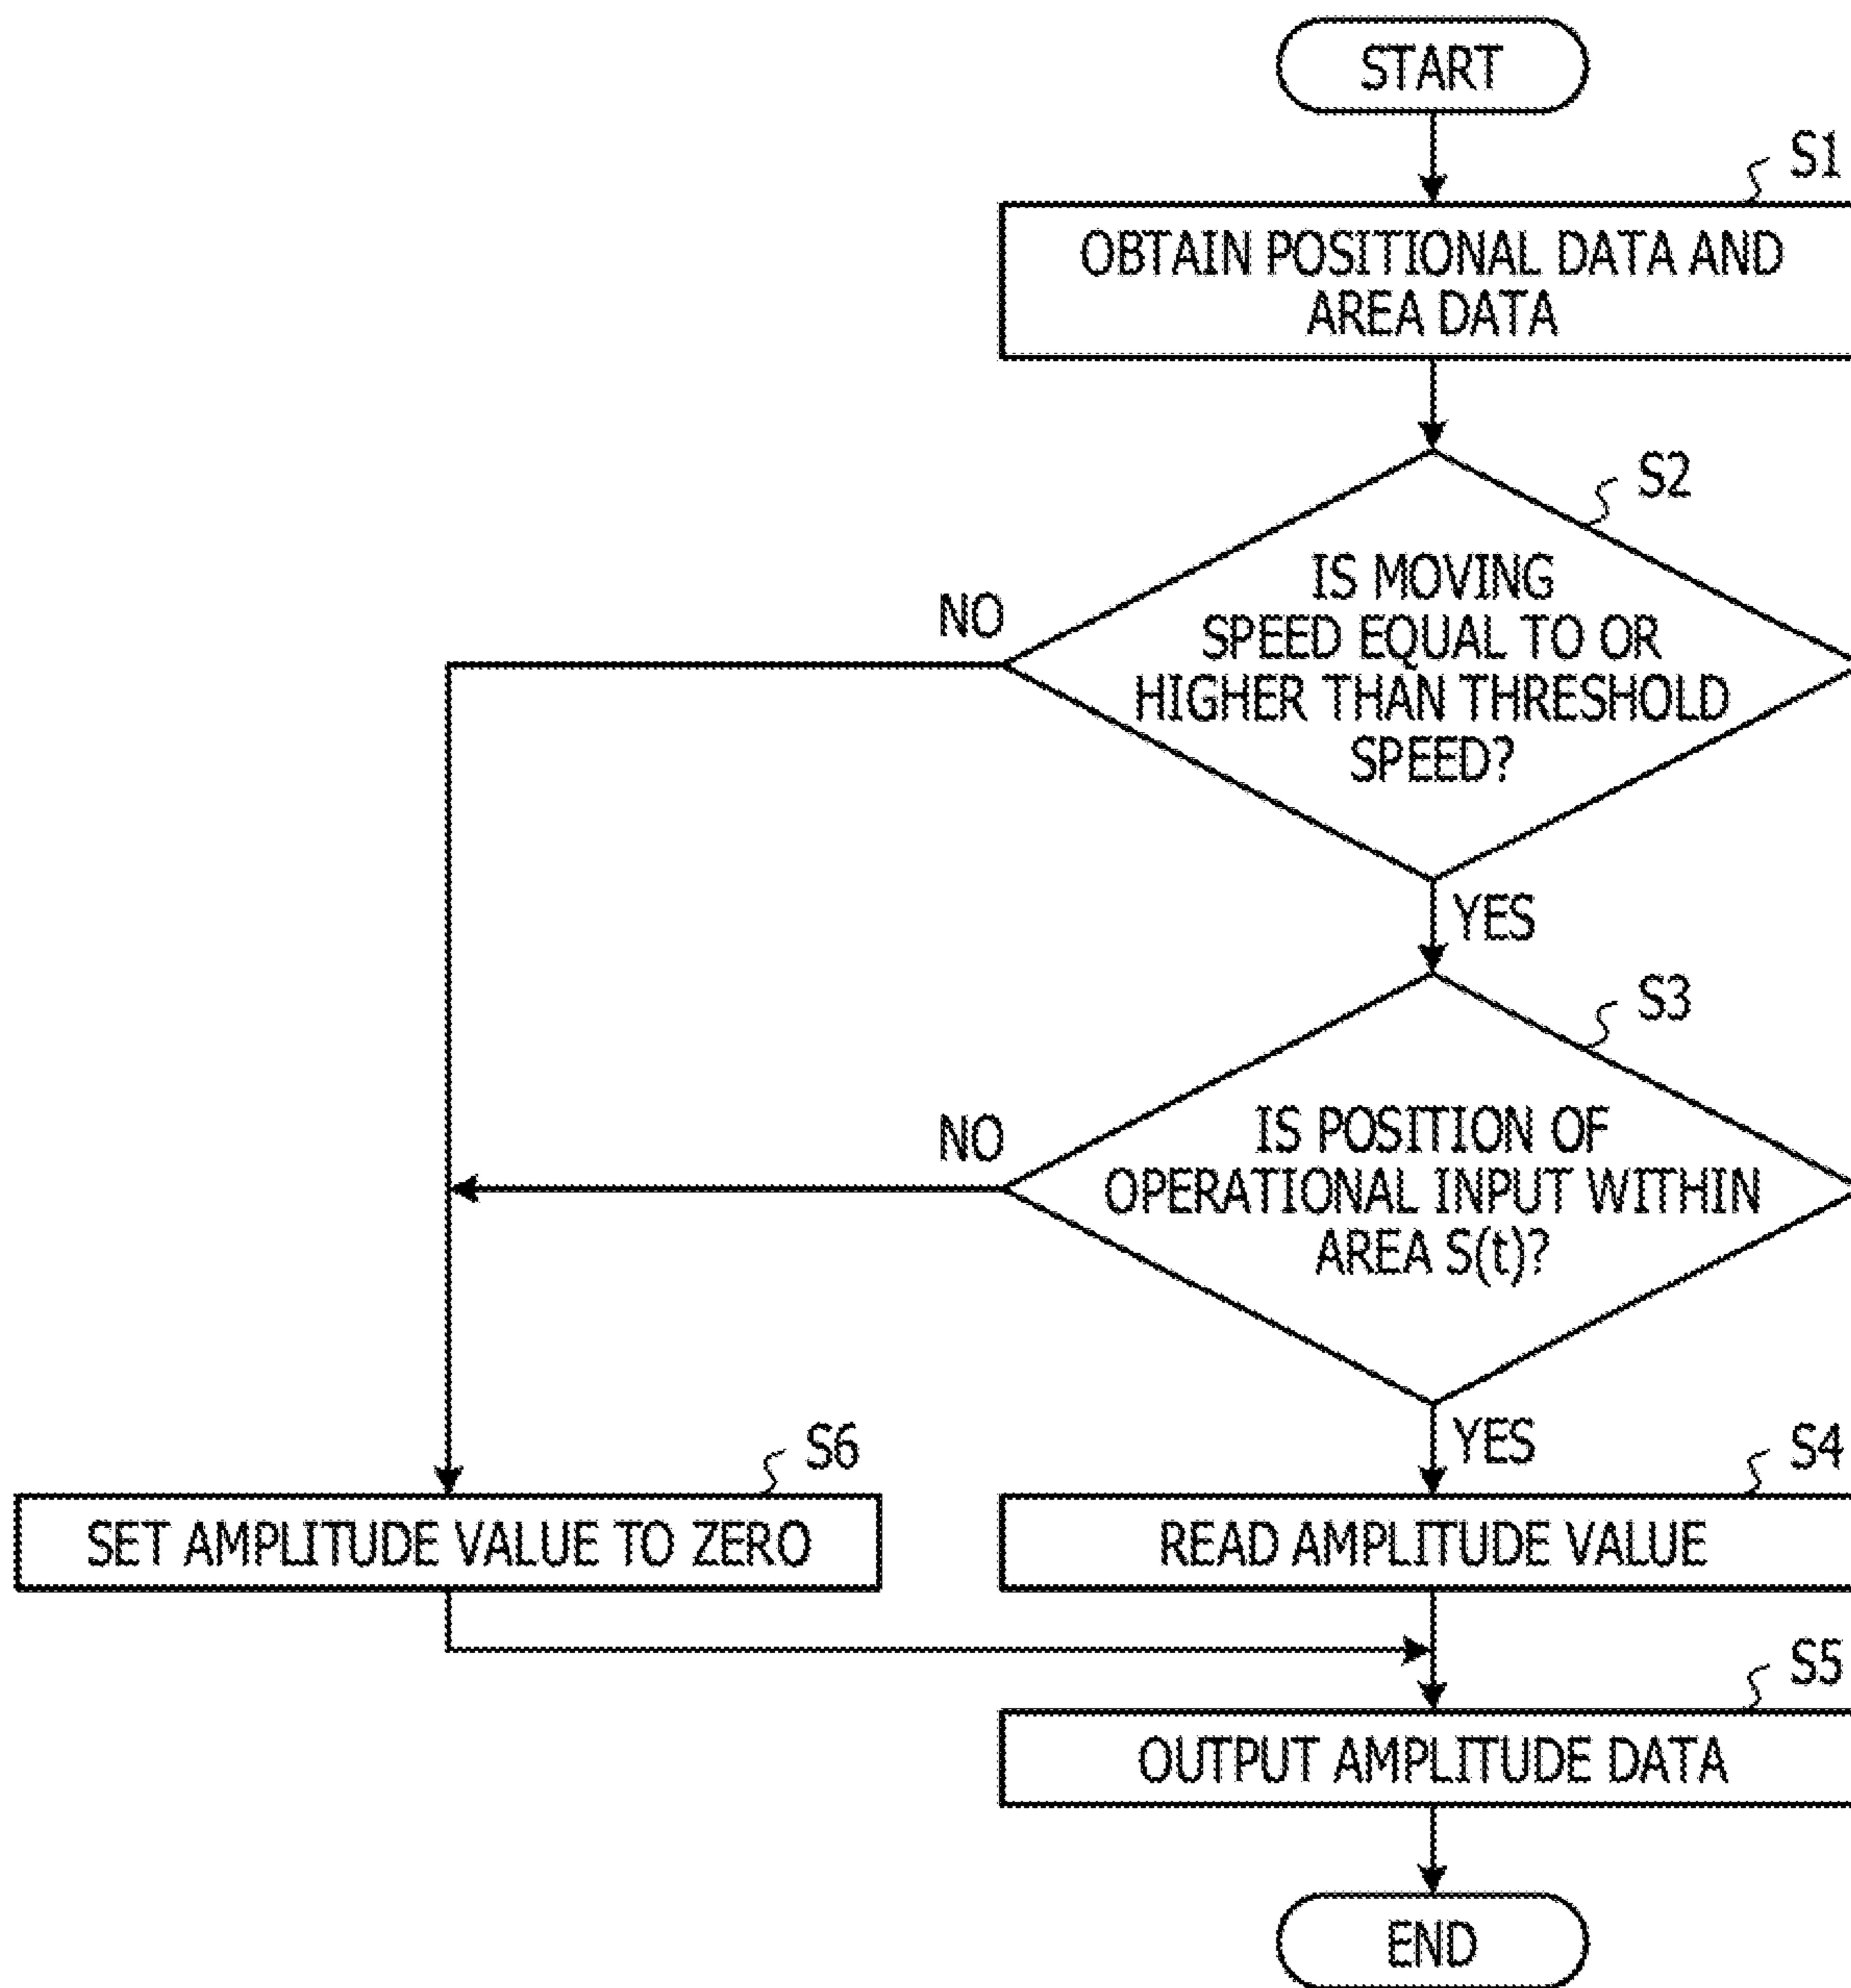 START
S1
OBTAIN POSITIONAL DATA AND
AREA DATA
S2
IS MOVING
SPEED EQUAL TO OR
HIGHER THAN THRESHOLD
SPEED?
NO
YES
S3
IS POSITION OF
OPERATIONAL INPUT WITHIN
AREA S(t)?
NO
YES
S6
SET AMPLITUDE VALUE TO ZERO
S4
READ AMPLITUDE VALUE
S5
OUTPUT AMPLITUDE DATA
END